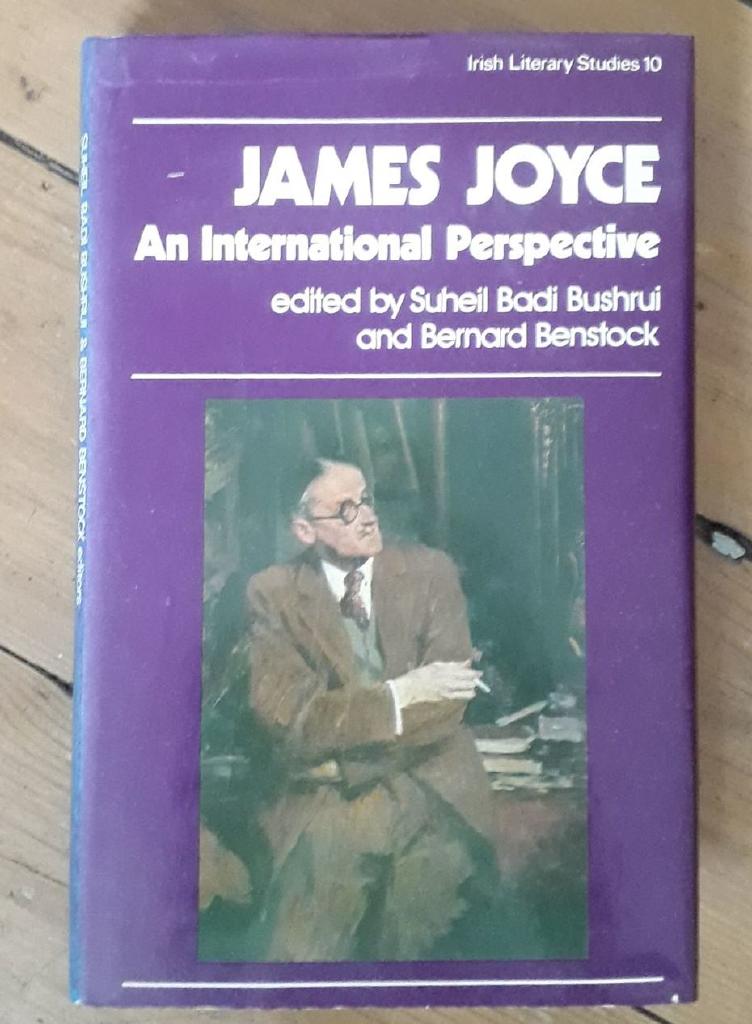 Irish Literary Studies 10
JAMES JOYCE
An International Perspective
edited by Suheil Badi Bushrui
and Bernard Benstock
SUHEIL BADI BUSHRUI & BERNARD BENSTOCK editors